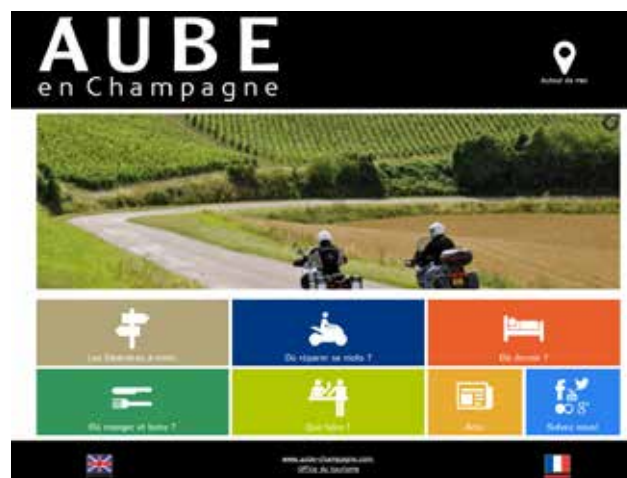 AUBE
en Champagne
Autour de moi
Les itinéraires à moto
Où réparer sa moto ?
Où dormir ?
Où manger et boire ?
Que faire !
Actu
Suivez nous!
www.aube-champagne.com
Office du tourisme